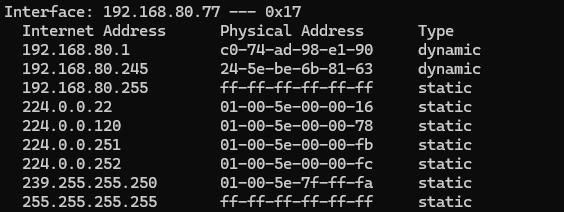 Interface: 192.168.80.77 --- 0x17
  Internet Address      Physical Address      Type
  192.168.80.1          c0-74-ad-98-e1-90     dynamic
  192.168.80.245        24-5e-be-6b-81-63     dynamic
  192.168.80.255        ff-ff-ff-ff-ff-ff     static
  224.0.0.22            01-00-5e-00-00-16     static
  224.0.0.120           01-00-5e-00-00-78     static
  224.0.0.251           01-00-5e-00-00-fb     static
  224.0.0.252           01-00-5e-00-00-fc     static
  239.255.255.250       01-00-5e-7f-ff-fa     static
  255.255.255.255       ff-ff-ff-ff-ff-ff     static